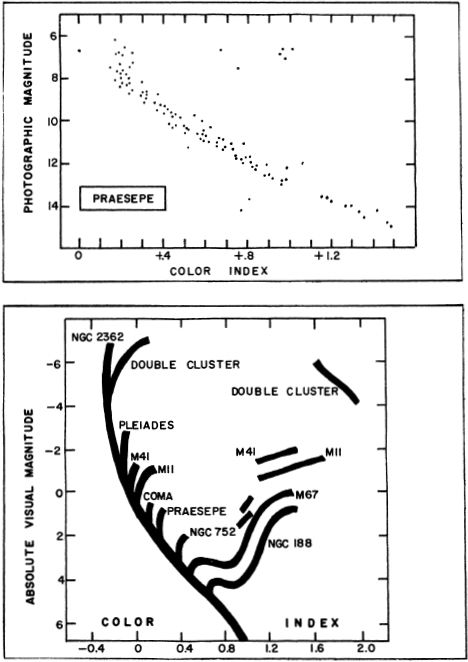 PHOTOGRAPHIC MAGNITUDE
6
8
10
12
14
PRAESEPE
0 +.4 +.8 +1.2
COLOR INDEX
ABSOLUTE VISUAL MAGNITUDE
-6
-4
-2
0
2
4
6
NGC 2362
DOUBLE CLUSTER
DOUBLE CLUSTER
PLEIADES
M41
M11
M41
M11
COMA
PRAESEPE
M67
NGC 752
NGC 188
COLOR INDEX
-0.4 0 0.4 0.8 1.2 1.6 2.0